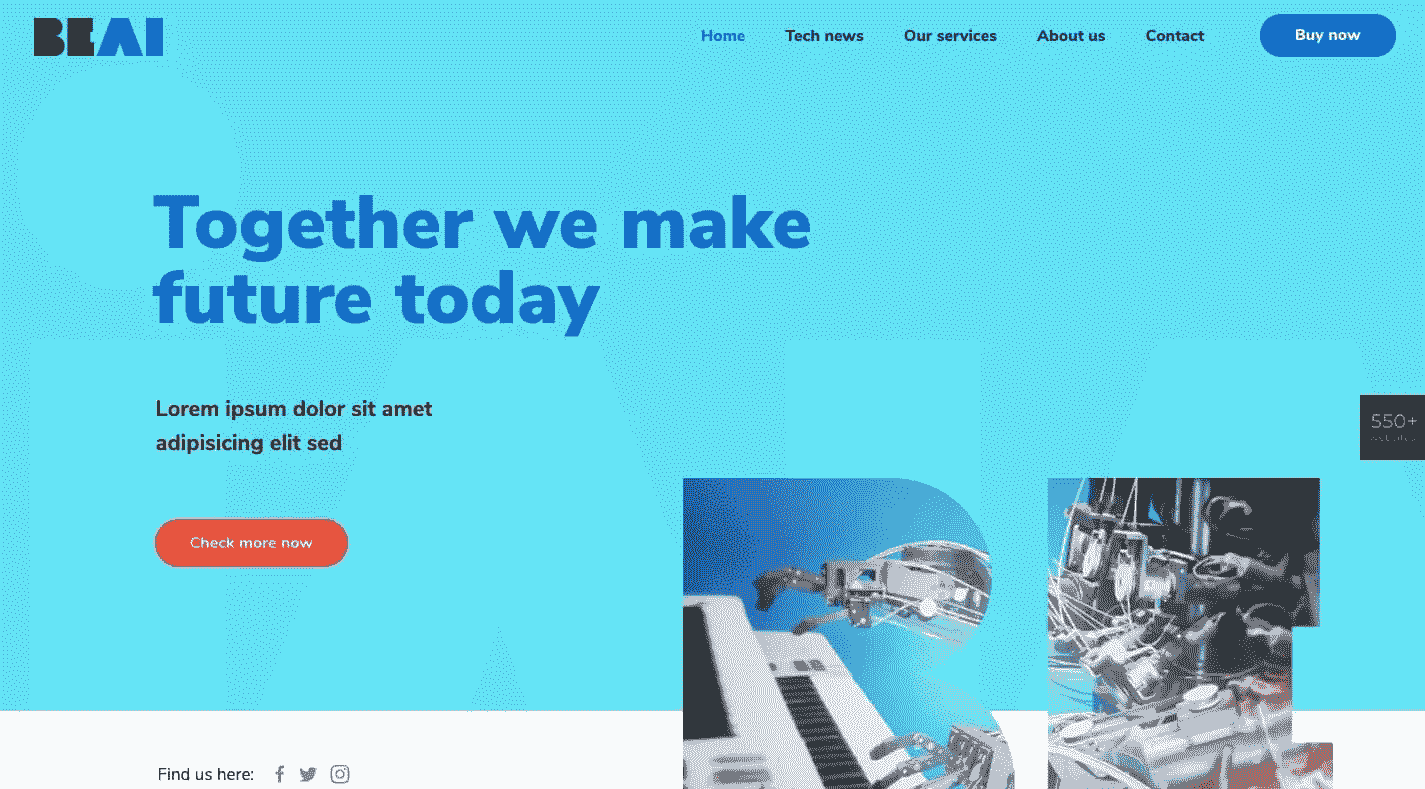 BEAI
Home Tech news Our services About us Contact Buy now
Together we make
future today
Lorem ipsum dolor sit amet
adipisicing elit sed
550+
Check more now
Find us here: